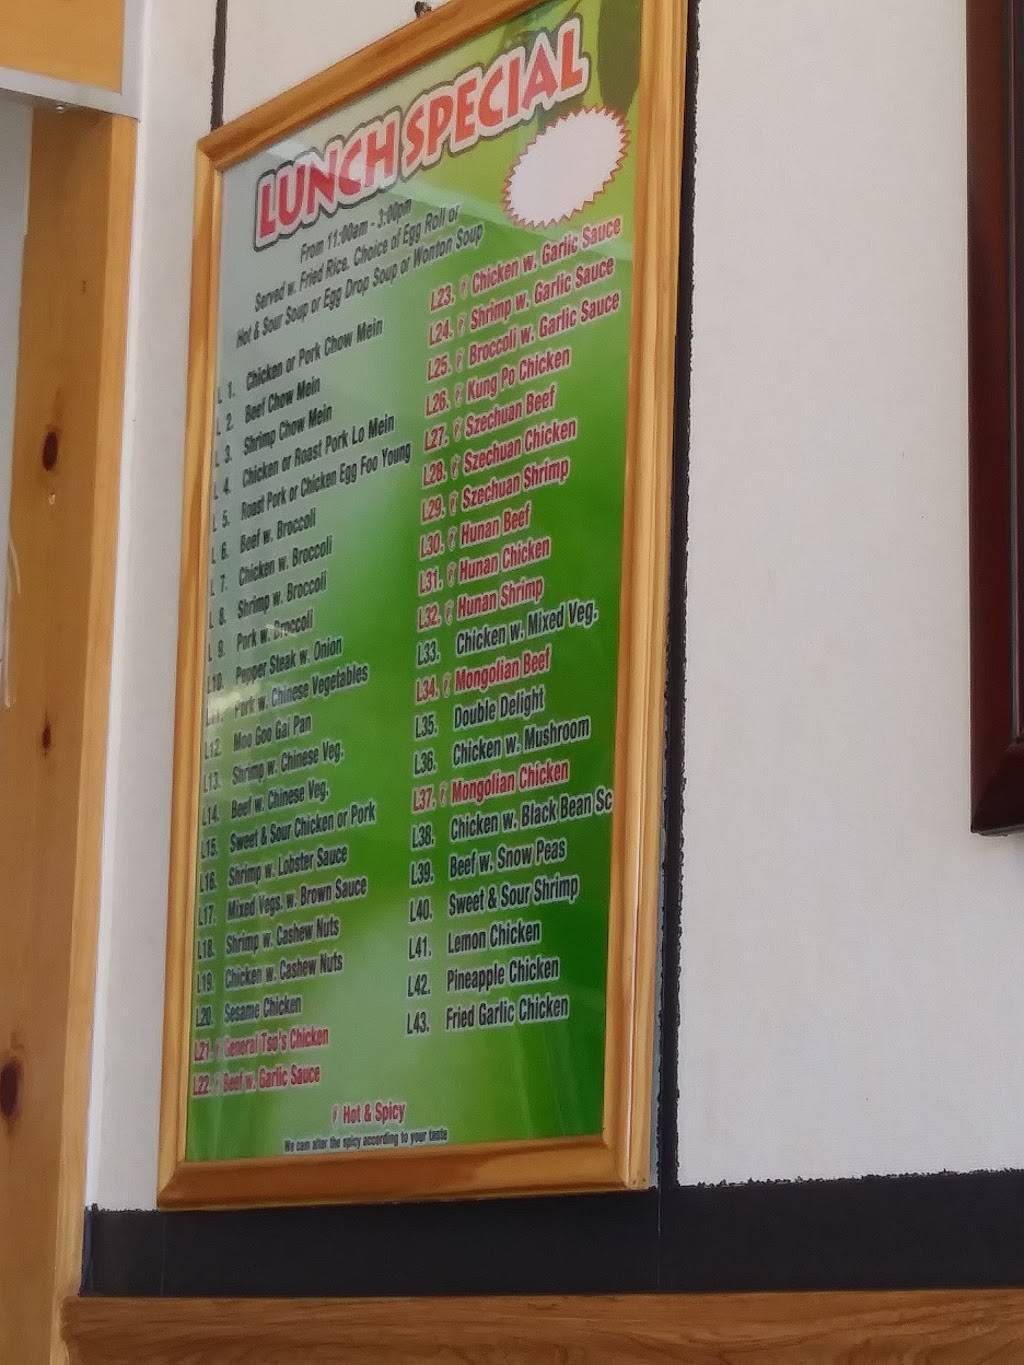 LUNCH SPECIAL
From 11:00am - 3:00pm
Served w. Fried Rice. Choice of Egg Roll or
Hot & Sour Soup or Egg Drop Soup or Wonton Soup
L 1. Chicken or Pork Chow Mein
L 2. Beef Chow Mein
L 3. Shrimp Chow Mein
L 4. Chicken or Roast Pork Lo Mein
L 5. Roast Pork or Chicken Egg Foo Young
L 6. Beef w. Broccoli
L 7. Chicken w. Broccoli
L 8. Shrimp w. Broccoli
L 9. Pork w. Broccoli
L10. Pepper Steak w. Onion
L11. Pork w. Chinese Vegetables
L12. Moo Goo Gai Pan
L13. Shrimp w. Chinese Veg.
L14. Beef w. Chinese Veg.
L15. Sweet & Sour Chicken or Pork
L16. Shrimp w. Lobster Sauce
L17. Mixed Vegs. w. Brown Sauce
L18. Shrimp w. Cashew Nuts
L19. Chicken w. Cashew Nuts
L20. Sesame Chicken
L21. General Tso's Chicken
L22. Beef w. Garlic Sauce
L23. Chicken w. Garlic Sauce
L24. Shrimp w. Garlic Sauce
L25. Broccoli w. Garlic Sauce
L26. Kung Po Chicken
L27. Szechuan Beef
L28. Szechuan Chicken
L29. Szechuan Shrimp
L30. Hunan Beef
L31. Hunan Chicken
L32. Hunan Shrimp
L33. Chicken w. Mixed Veg.
L34. Mongolian Beef
L35. Double Delight
L36. Chicken w. Mushroom
L37. Mongolian Chicken
L38. Chicken w. Black Bean Sc
L39. Beef w. Snow Peas
L40. Sweet & Sour Shrimp
L41. Lemon Chicken
L42. Pineapple Chicken
L43. Fried Garlic Chicken
Hot & Spicy
We can alter the spicy according to your taste